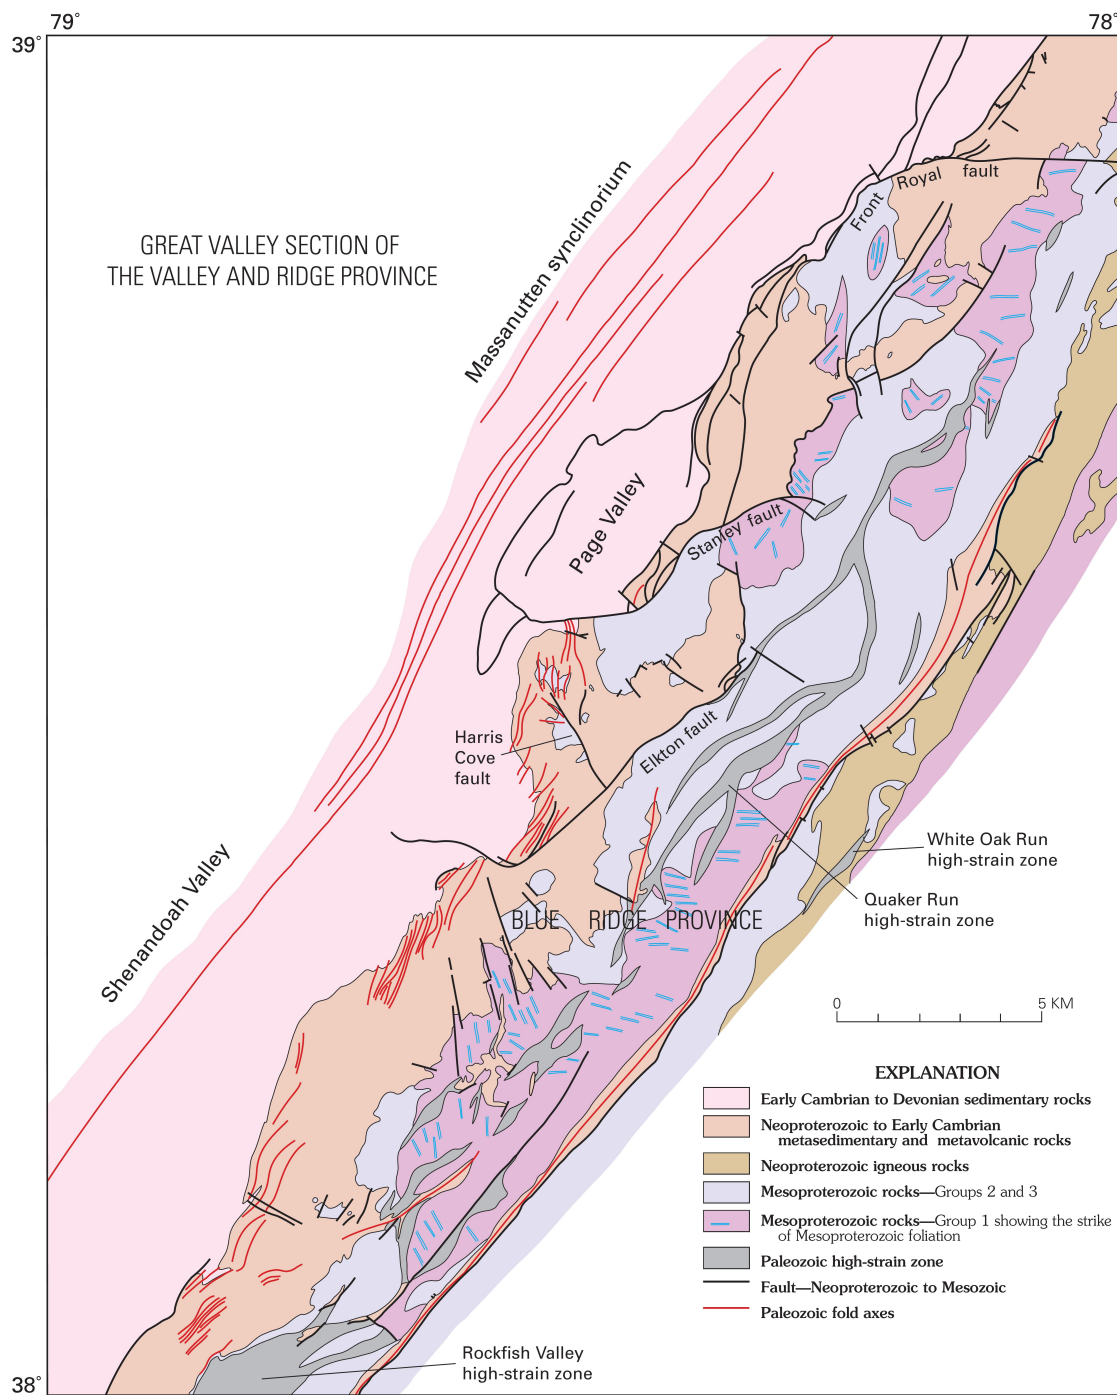 79°
78°
39°
GREAT VALLEY SECTION OF
THE VALLEY AND RIDGE PROVINCE
Massanutten synclinorium
Front Royal fault
Page Valley
Stanley fault
Harris
Cove
fault
Elkton fault
Shenandoah Valley
White Oak Run
high-strain zone
Quaker Run
high-strain zone
BLUE RIDGE PROVINCE
0 5 KM
EXPLANATION
Early Cambrian to Devonian sedimentary rocks
Neoproterozoic to Early Cambrian
metasedimentary and metavolcanic rocks
Neoproterozoic igneous rocks
Mesoproterozoic rocks—Groups 2 and 3
Mesoproterozoic rocks—Group 1 showing the strike
of Mesoproterozoic foliation
Paleozoic high-strain zone
Fault—Neoproterozoic to Mesozoic
Paleozoic fold axes
Rockfish Valley
high-strain zone
38°